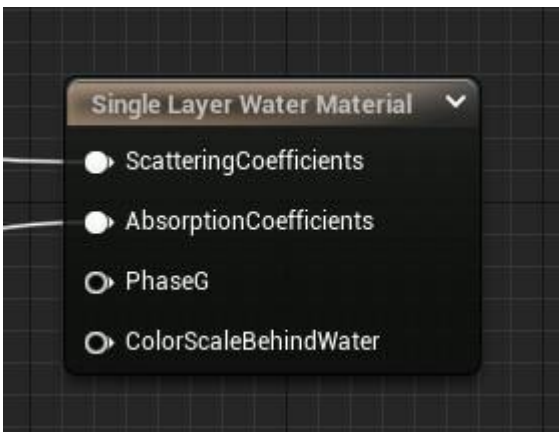 Single Layer Water Material
ScatteringCoefficients
AbsorptionCoefficients
PhaseG
ColorScaleBehindWater